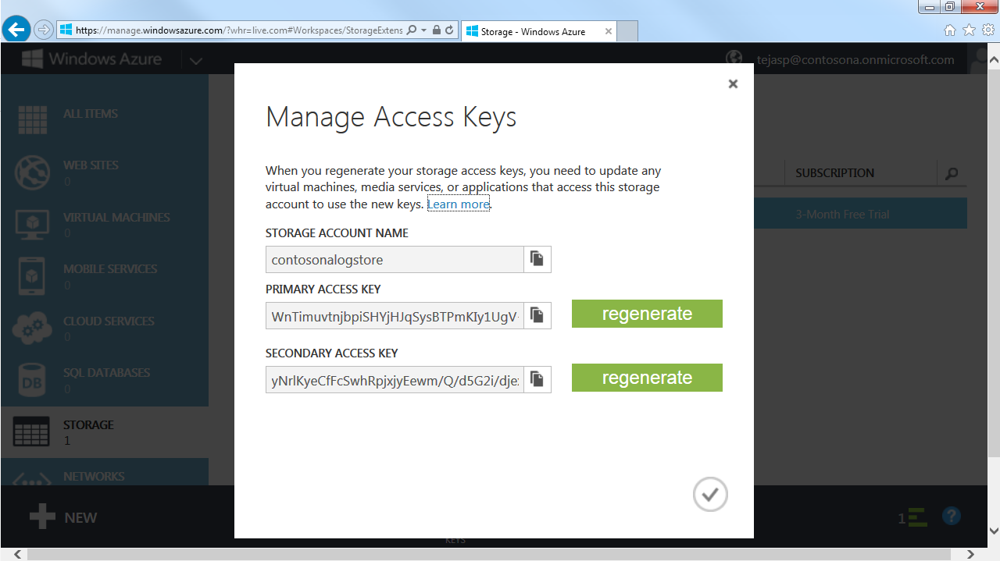 https://manage.windowsazure.com/?whr=live.com#Workspaces/StorageExtens
Storage - Windows Azure
Windows Azure
tejasp@contosona.onmicrosoft.com
ALL ITEMS
WEB SITES
0
VIRTUAL MACHINES
0
MOBILE SERVICES
0
CLOUD SERVICES
0
DB
SQL DATABASES
0
STORAGE
1
NETWORKS
SUBSCRIPTION
3-Month Free Trial
Manage Access Keys
When you regenerate your storage access keys, you need to update any
virtual machines, media services, or applications that access this storage
account to use the new keys. Learn more.
STORAGE ACCOUNT NAME
contosonalogstore
PRIMARY ACCESS KEY
WnTimuvtnjbpiSHYjHJqSysBTPmKIy1UgV
regenerate
SECONDARY ACCESS KEY
yNrlKyeCfFcSwhRpjxjyEewm/Q/d5G2i/dje
regenerate
NEW
KEYS
1
?